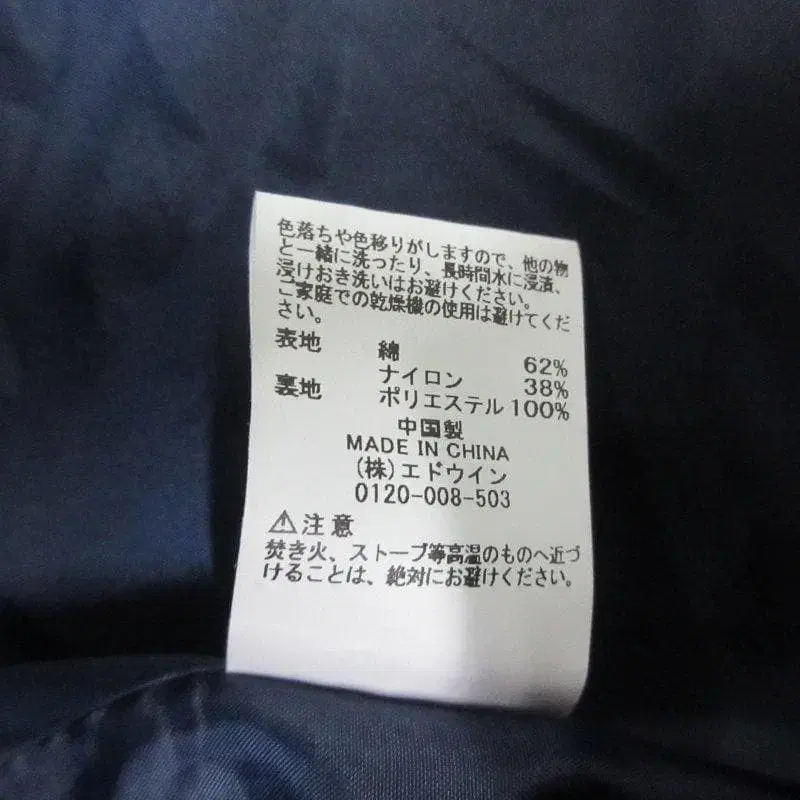 色落ちや色移りがしますので、他の物
と一緒に洗ったり、長時間水に浸漬、
浸けおき洗いはお避けください。
ご家庭での乾燥機の使用は避けてくだ
さい。
表地 綿 62%
ナイロン 38%
裏地 ポリエステル 100%
中国製
MADE IN CHINA
(株)エドウイン
0120-008-503
⚠注意
焚き火、ストーブ等高温のものへ近づ
けることは、絶対にお避けください。